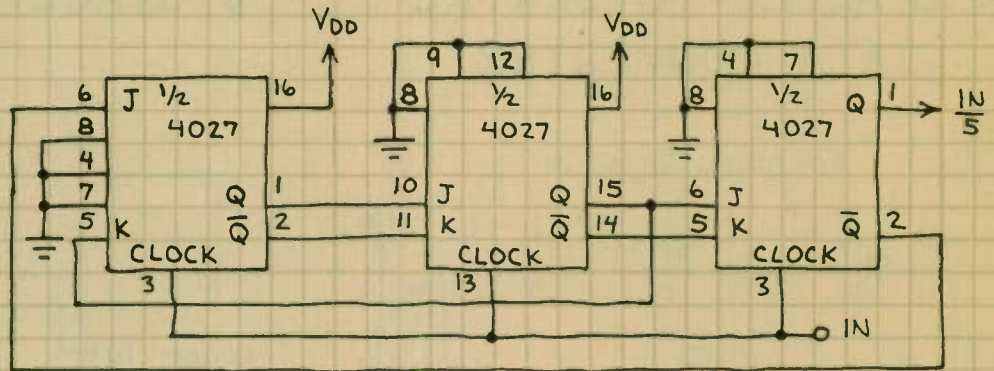 VDD
VDD
9 12
4 7
6 J 1/2 16
8 1/2 16
8 1/2 Q 1
IN/5
8 4027
4027
4027
4
7 Q 1
10 J Q 15
6 J
5 K Q̅ 2
11 K Q̅ 14
5 K Q̅ 2
CLOCK
CLOCK
CLOCK
3
13
3
IN